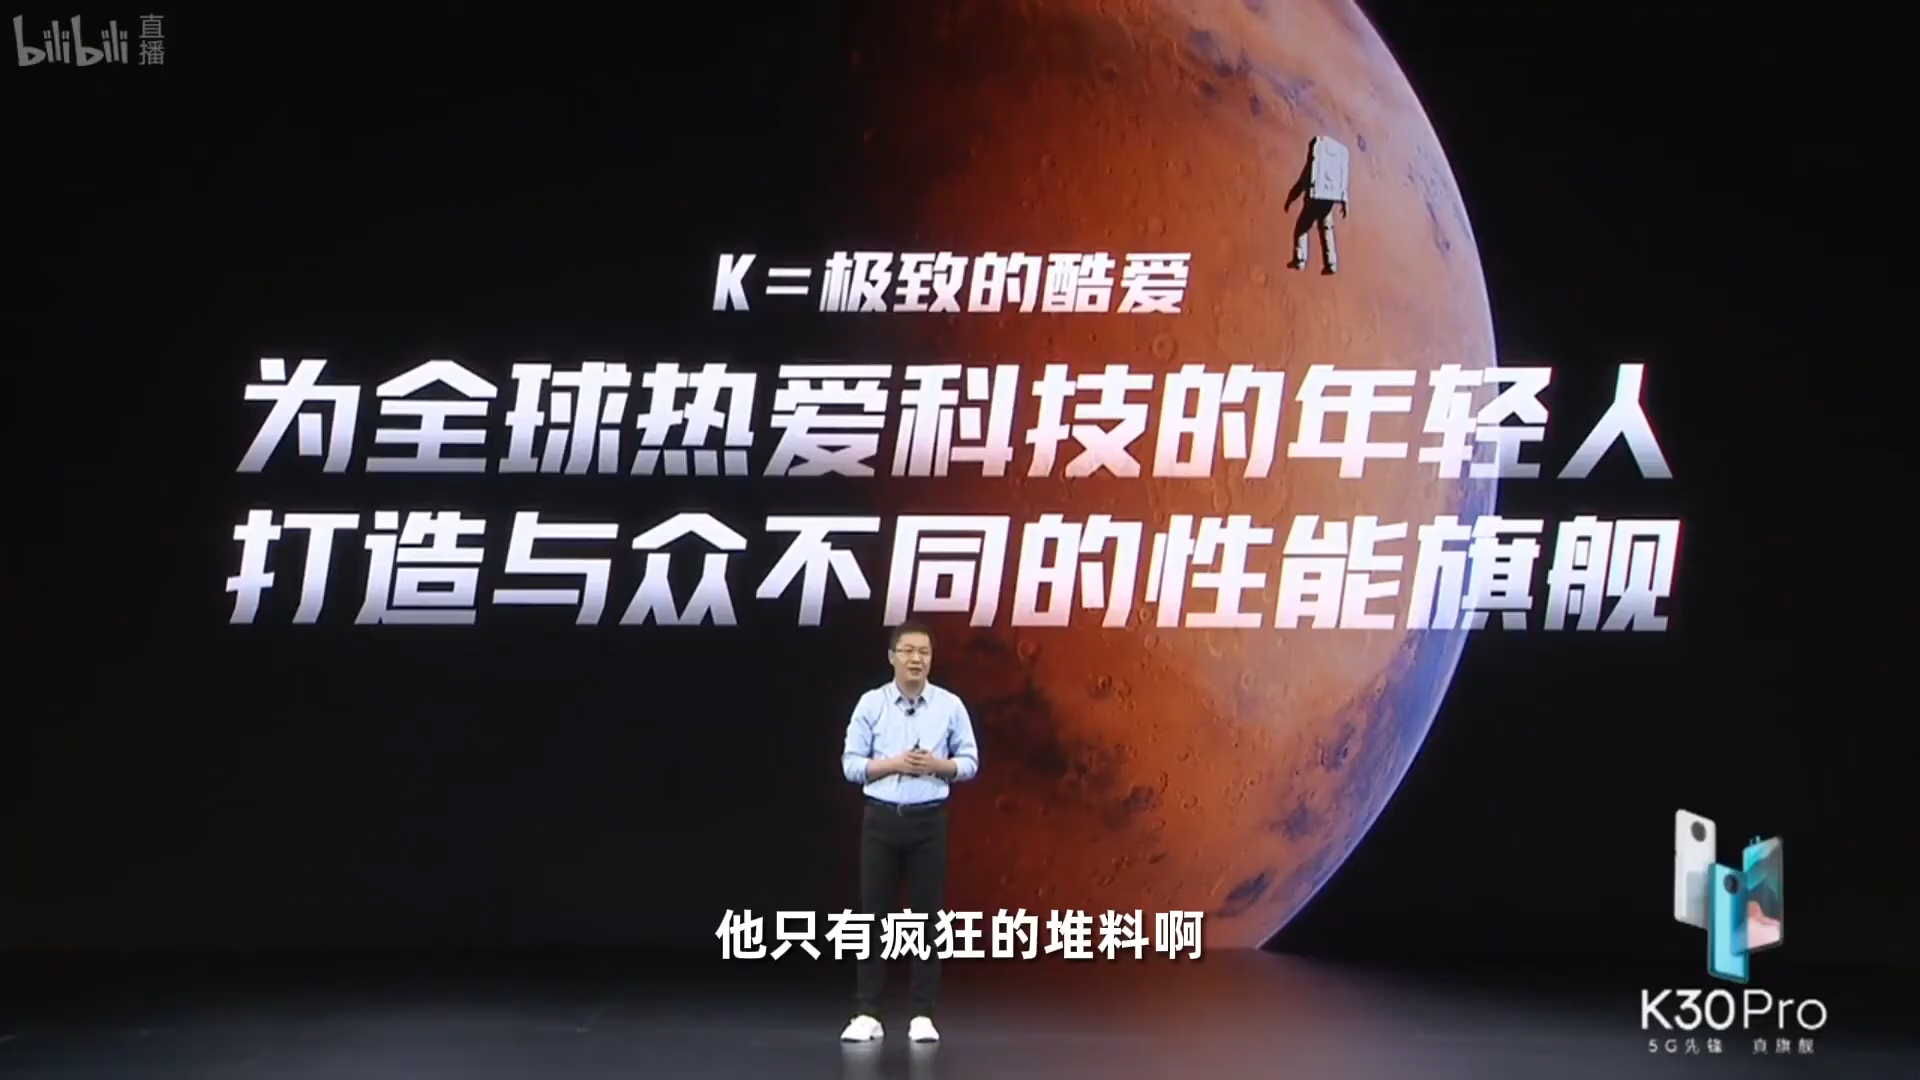 bilibili 直播
K=极致的酷爱
为全球热爱科技的年轻人
打造与众不同的性能旗舰
他只有疯狂的堆料啊
K30Pro
5G先锋 真旗舰